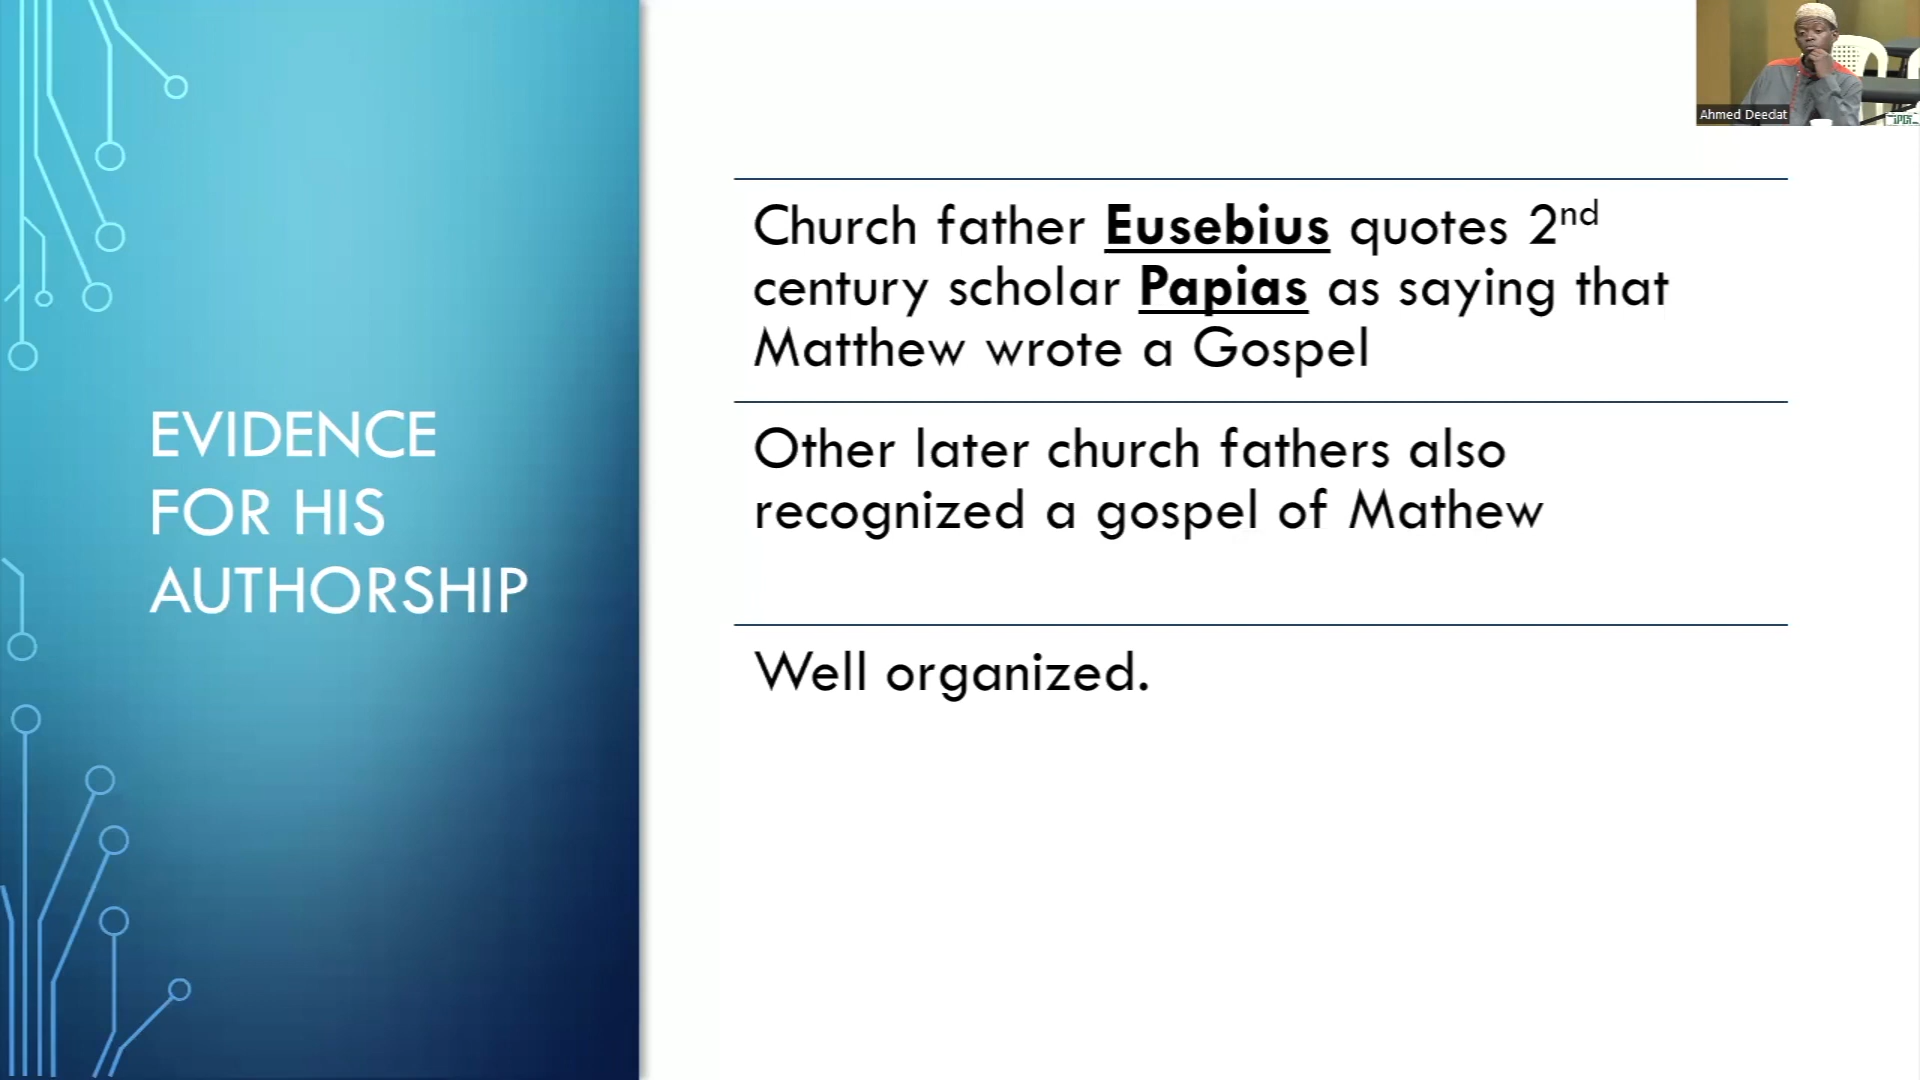 EVIDENCE
FOR HIS
AUTHORSHIP
Church father Eusebius quotes 2nd
century scholar Papias as saying that
Matthew wrote a Gospel
Other later church fathers also
recognized a gospel of Mathew
Well organized.
Ahmed Deedat